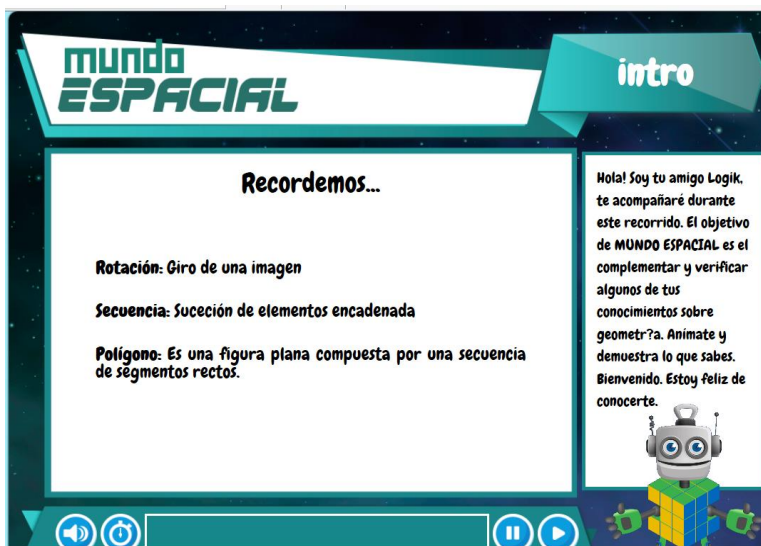 mundo
ESPACIAL
intro
Recordemos...
Rotación: Giro de una imagen
Secuencia: Suceción de elementos encadenada
Polígono: Es una figura plana compuesta por una secuencia
de segmentos rectos.
Hola! Soy tu amigo Logik,
te acompañaré durante
este recorrido. El objetivo
de MUNDO ESPACIAL es el
complementar y verificar
algunos de tus
conocimientos sobre
geometr?a. Anímate y
demuestra lo que sabes.
Bienvenido. Estoy feliz de
conocerte.